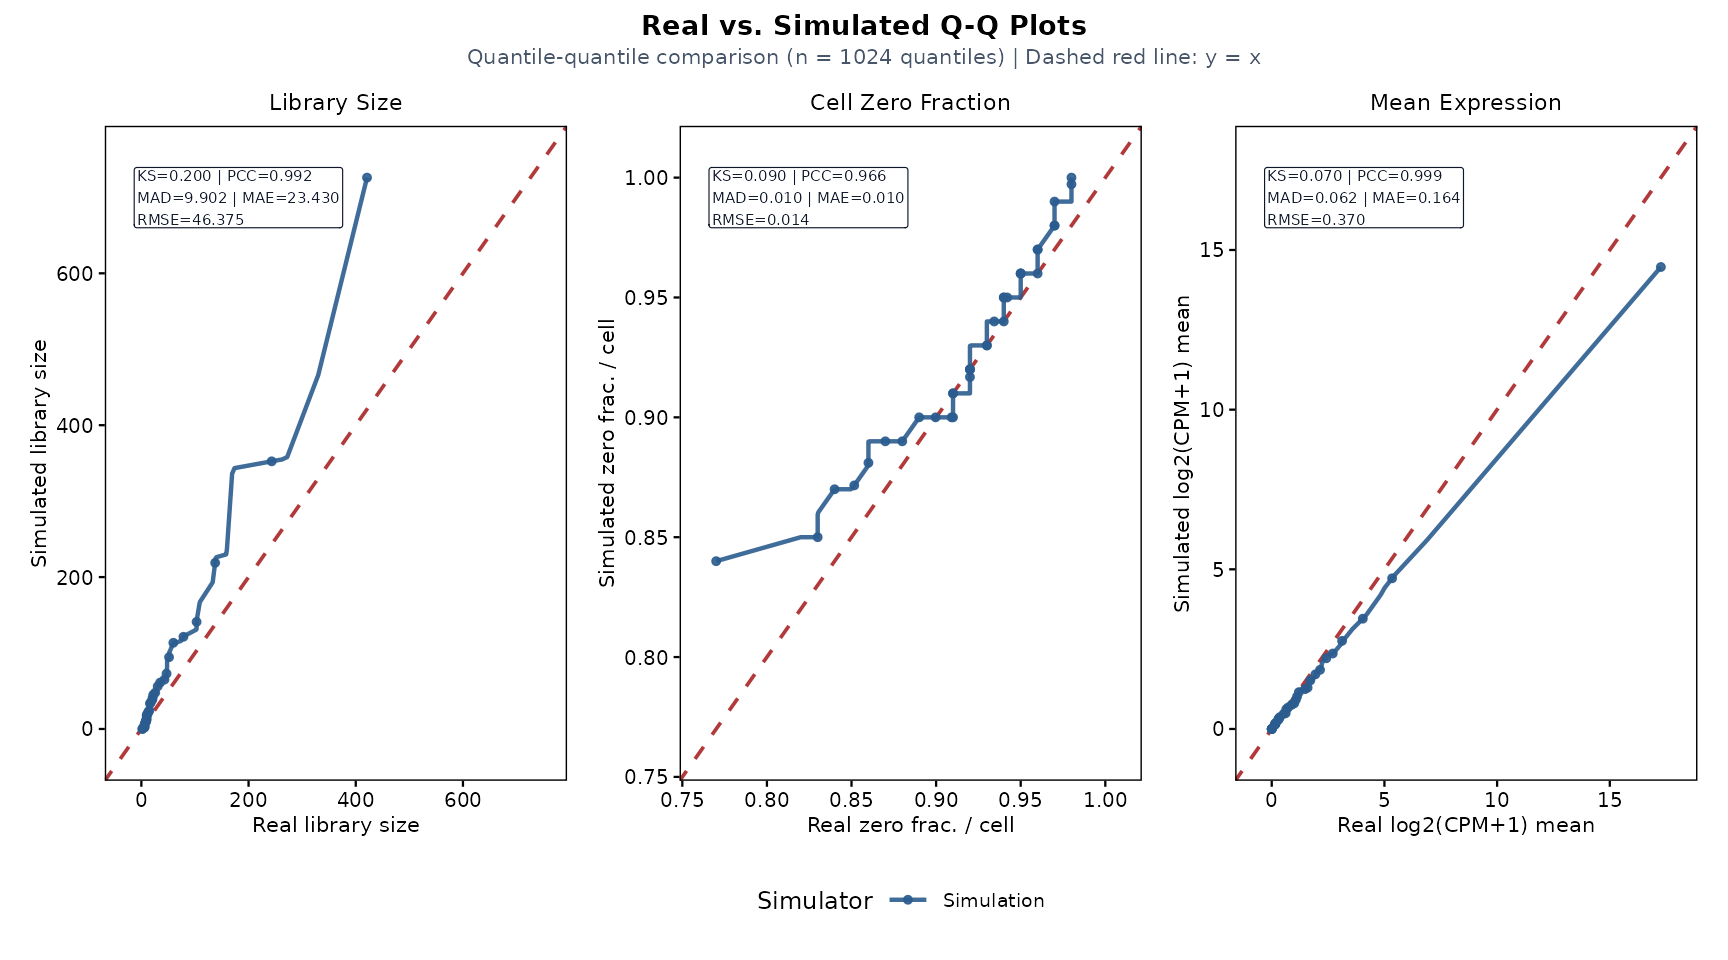 Real vs. Simulated Q-Q Plots
Quantile-quantile comparison (n = 1024 quantiles) | Dashed red line: y = x
Library Size
KS=0.200 | PCC=0.992
MAD=9.902 | MAE=23.430
RMSE=46.375
Simulated library size
600
400
200
0
0 200 400 600
Real library size
Cell Zero Fraction
KS=0.090 | PCC=0.966
MAD=0.010 | MAE=0.010
RMSE=0.014
Simulated zero frac. / cell
1.00
0.95
0.90
0.85
0.80
0.75
0.75 0.80 0.85 0.90 0.95 1.00
Real zero frac. / cell
Mean Expression
KS=0.070 | PCC=0.999
MAD=0.062 | MAE=0.164
RMSE=0.370
Simulated log2(CPM+1) mean
15
10
5
0
0 5 10 15
Real log2(CPM+1) mean
Simulator Simulation